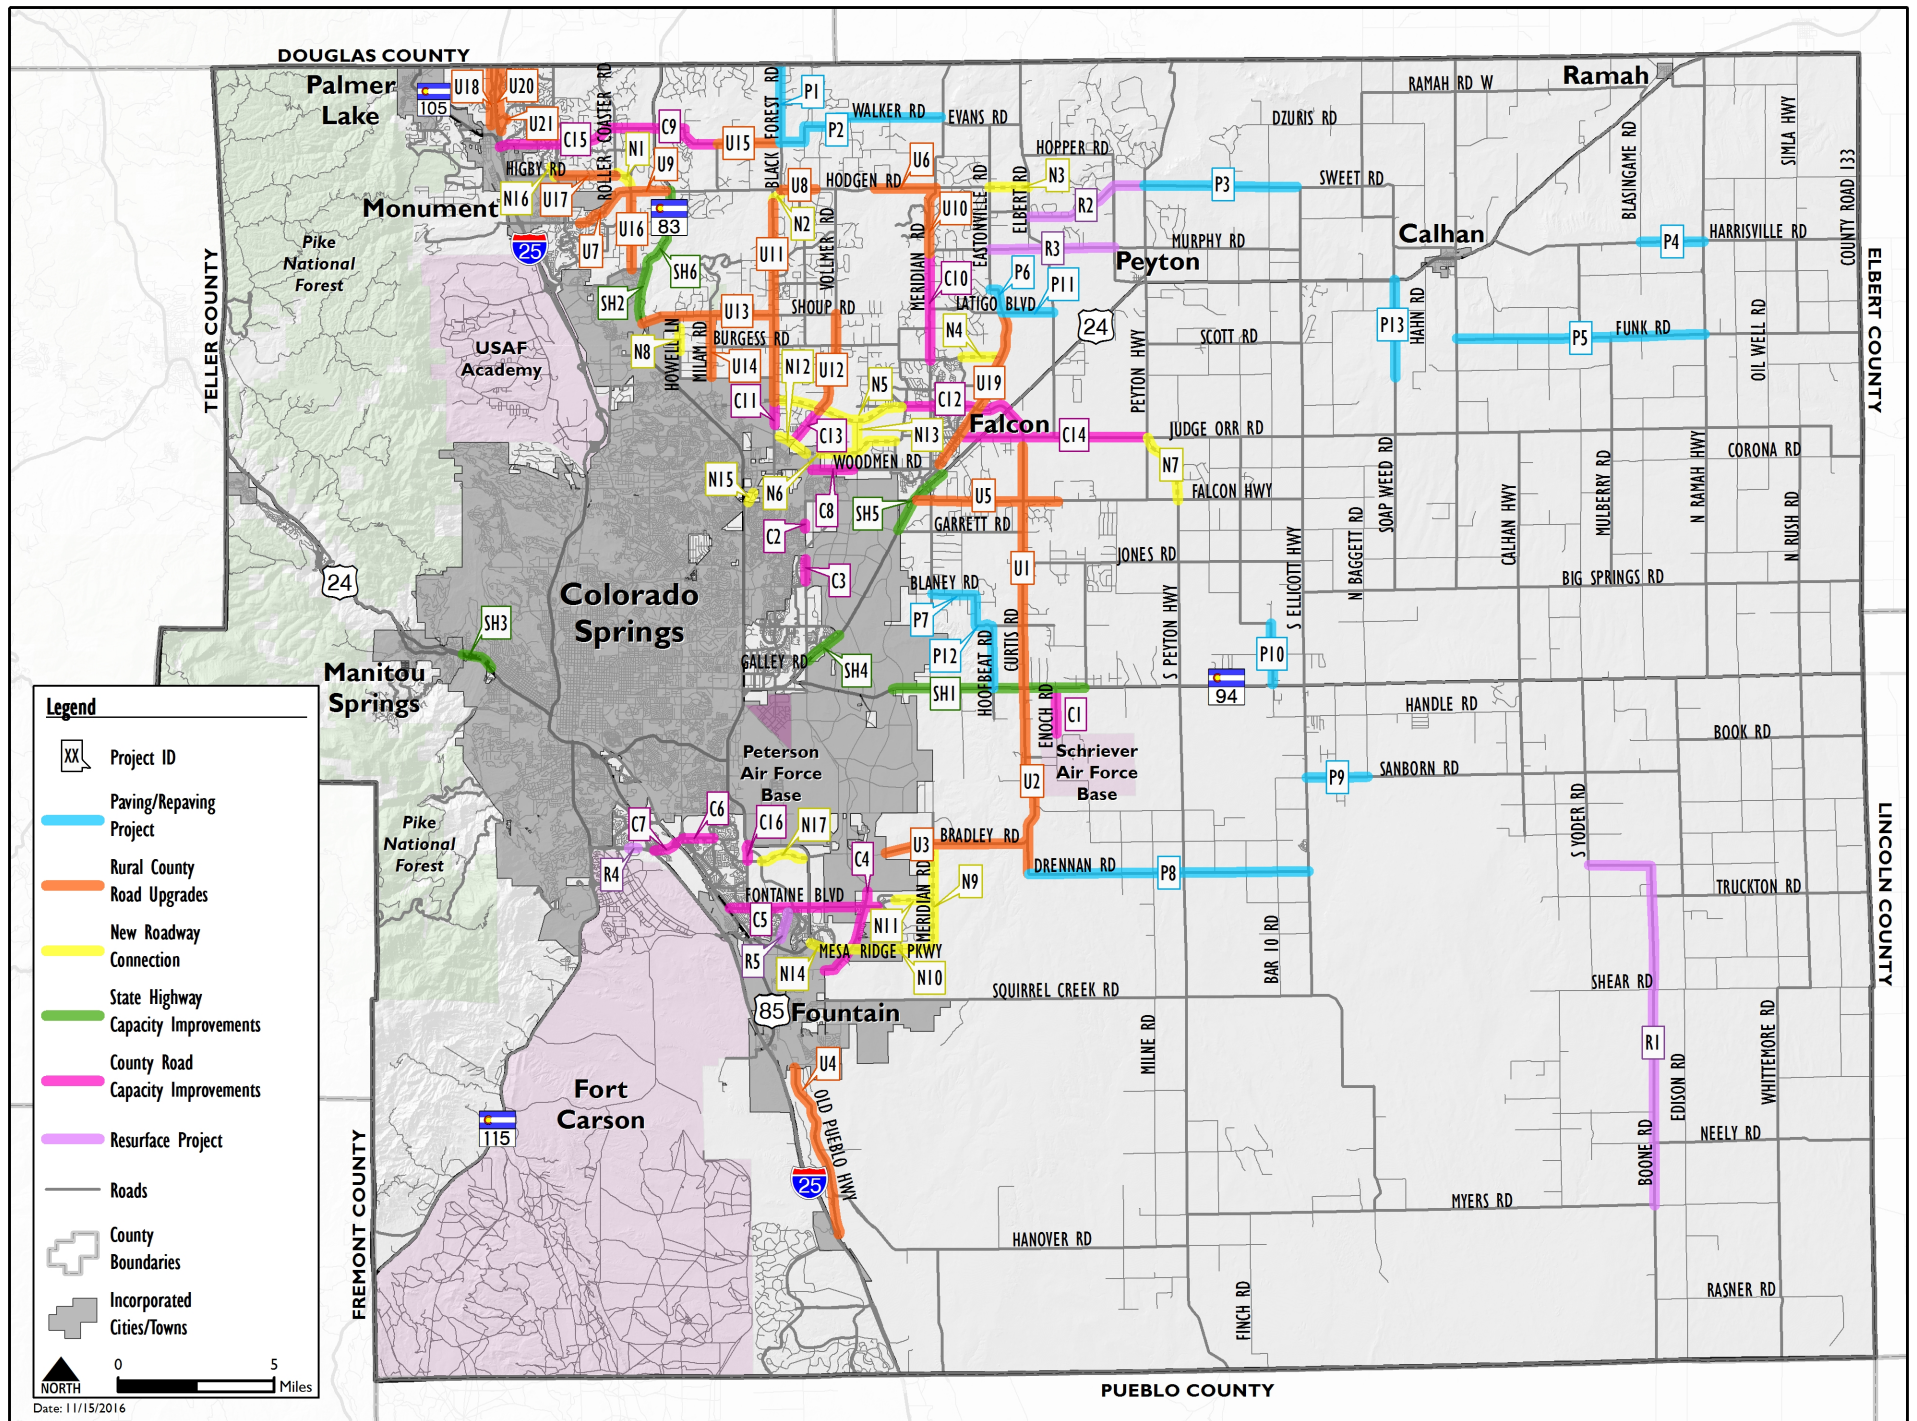 DOUGLAS COUNTY
Palmer
Lake
105
U18
U20
U21
C15
ROLLER COASTER RD
C9
U15
BLACK FOREST RD
P1
P2
WALKER RD
EVANS RD
RAMAH RD W
Ramah
DZURIS RD
BLASINGAME RD
SIMLA HWY
COUNTY ROAD 133
HIGBY RD
N1
U9
N16
U17
U8
HODGEN RD
U6
HOPPER RD
N3
P3
SWEET RD
Monument
83
U16
U7
25
N2
VOLLMER RD
U10
MERIDIAN RD
EASTONVILLE RD
ELBERT RD
R2
R3
MURPHY RD
Peyton
Calhan
P4
HARRISVILLE RD
Pike
National
Forest
TELLER COUNTY
ELBERT COUNTY
U11
SH6
SH2
C10
P6
P11
LATIGO BLVD
24
U13
SHOUP RD
BURGESS RD
N4
PEYTON HWY
SCOTT RD
P13
HAHN RD
P5
FUNK RD
OIL WELL RD
USAF
Academy
N8
HOWELL LN
MILAM RD
U14
N12
U12
N5
C11
C12
U19
C13
N13
Falcon
C14
JUDGE ORR RD
N7
FALCON HWY
WOODMEN RD
N15
N6
C8
SH5
U5
GARRETT RD
C2
C3
U1
JONES RD
SOAP WEED RD
CALHAN HWY
MULBERRY RD
N RAMAH HWY
CORONA RD
N RUSH RD
S ELLICOTT HWY
N BAGGETT RD
BIG SPRINGS RD
24
Colorado
Springs
BLANEY RD
P7
P12
HOOFBEAT RD
CURTIS RD
S PEYTON HWY
P10
SH3
Manitou
Springs
GALLEY RD
SH4
SH1
94
ENOCH RD
C1
HANDLE RD
BOOK RD
Peterson
Air Force
Base
Schriever
Air Force
Base
U2
P9
SANBORN RD
S YODER RD
LINCOLN COUNTY
Pike
National
Forest
C7
C6
C16
N17
R4
C4
U3
BRADLEY RD
DRENNAN RD
P8
N9
MERIDIAN RD
TRUCKTON RD
FONTAINE BLVD
C5
N11
R5
N14
MESA RIDGE PKWY
N10
BAR 10 RD
SHEAR RD
SQUIRREL CREEK RD
85
Fountain
MILNE RD
R1
EDISON RD
WHITTEMORE RD
U4
OLD PUEBLO HWY
Fort
Carson
115
25
BOONE RD
NEELY RD
MYERS RD
HANOVER RD
FINCH RD
RASNER RD
FREMONT COUNTY
PUEBLO COUNTY
Legend
XX
Project ID
Paving/Repaving
Project
Rural County
Road Upgrades
New Roadway
Connection
State Highway
Capacity Improvements
County Road
Capacity Improvements
Resurface Project
Roads
County
Boundaries
Incorporated
Cities/Towns
NORTH
0
5
Miles
Date: 11/15/2016